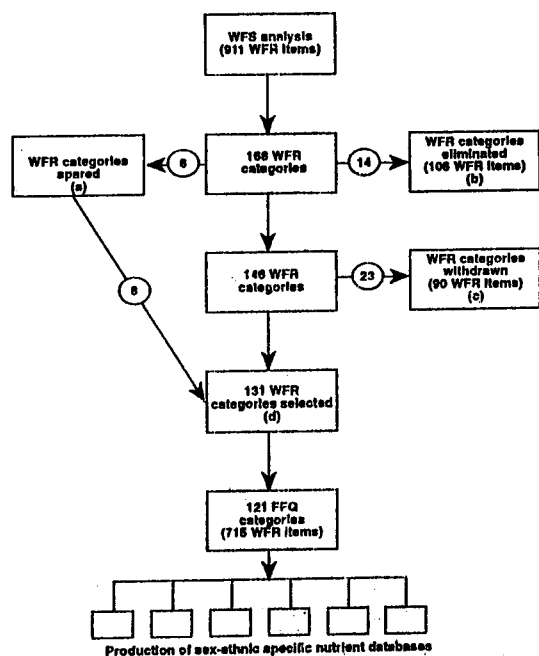 WFS analysis
(911 WFR items)
WFR categories
spared
(a)
8
168 WFR
categories
14
WFR categories
eliminated
(106 WFR items)
(b)
146 WFR
categories
23
WFR categories
withdrawn
(90 WFR items)
(c)
8
131 WFR
categories selected
(d)
121 FFQ
categories
(715 WFR items)
Production of sex-ethnic specific nutrient databases